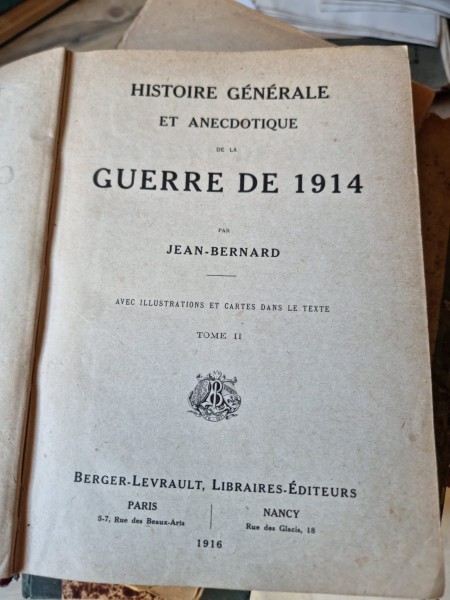 HISTOIRE GÉNÉRALE
ET ANECDOTIQUE
DE LA
GUERRE DE 1914
PAR
JEAN-BERNARD
AVEC ILLUSTRATIONS ET CARTES DANS LE TEXTE
TOME II
BERGER-LEVRAULT, LIBRAIRES-ÉDITEURS
PARIS
5-7, Rue des Beaux-Arts
NANCY
Rue des Glacis, 18
1916